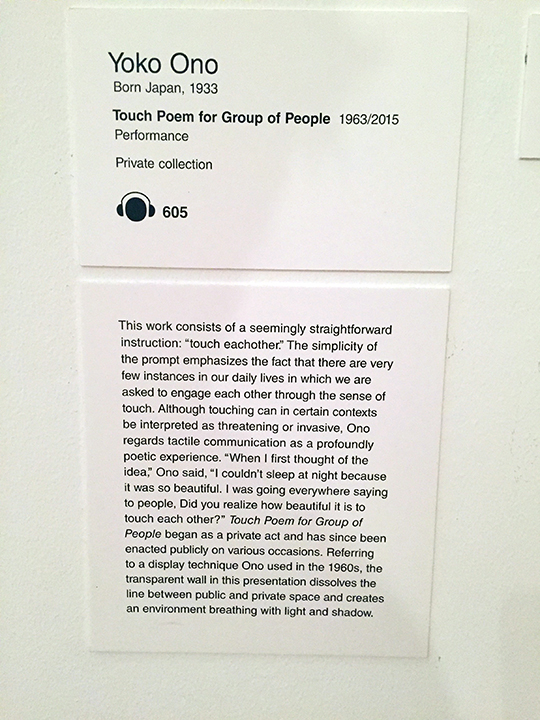 Yoko Ono
Born Japan, 1933
Touch Poem for Group of People 1963/2015
Performance
Private collection
605
This work consists of a seemingly straightforward
instruction: “touch eachother.” The simplicity of
the prompt emphasizes the fact that there are very
few instances in our daily lives in which we are
asked to engage each other through the sense of
touch. Although touching can in certain contexts
be interpreted as threatening or invasive, Ono
regards tactile communication as a profoundly
poetic experience. “When I first thought of the
idea,” Ono said, “I couldn’t sleep at night because
it was so beautiful. I was going everywhere saying
to people, Did you realize how beautiful it is to
touch each other?” Touch Poem for Group of
People began as a private act and has since been
enacted publicly on various occasions. Referring
to a display technique Ono used in the 1960s, the
transparent wall in this presentation dissolves the
line between public and private space and creates
an environment breathing with light and shadow.